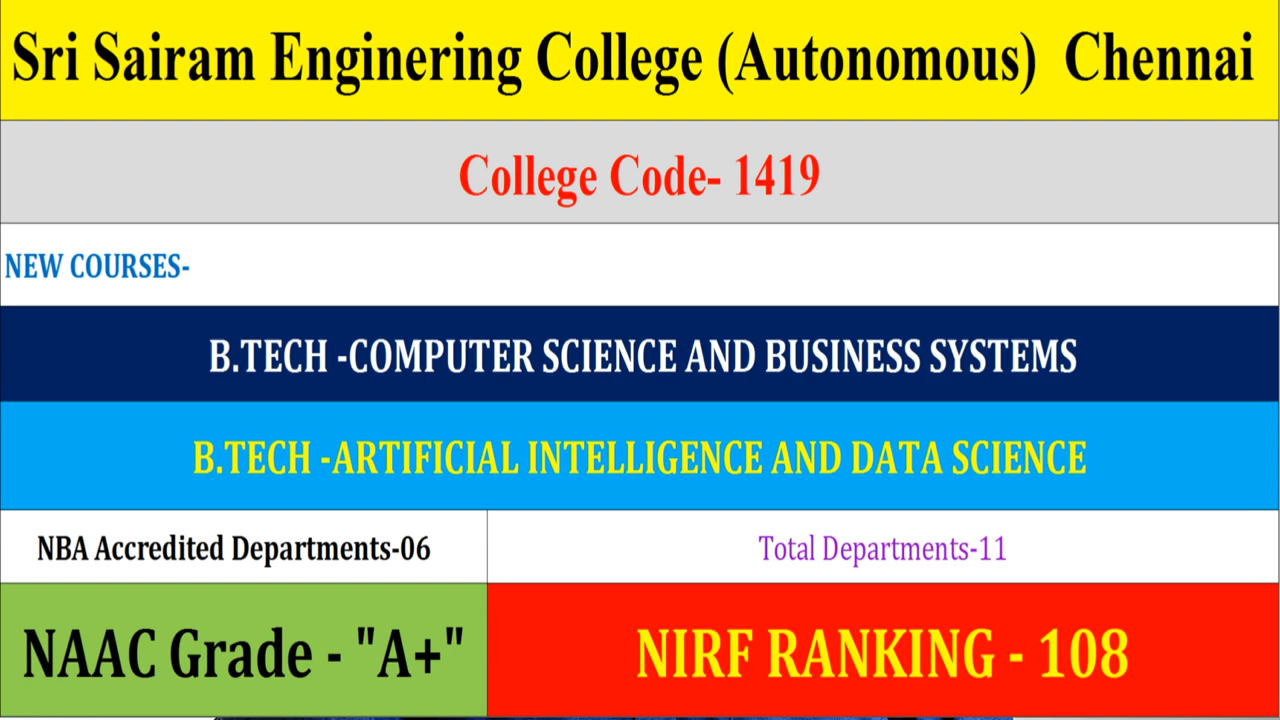 Sri Sairam Enginering College (Autonomous) Chennai
College Code- 1419
NEW COURSES-
B.TECH -COMPUTER SCIENCE AND BUSINESS SYSTEMS
B.TECH -ARTIFICIAL INTELLIGENCE AND DATA SCIENCE
NBA Accredited Departments-06
Total Departments-11
NAAC Grade - "A+"
NIRF RANKING - 108